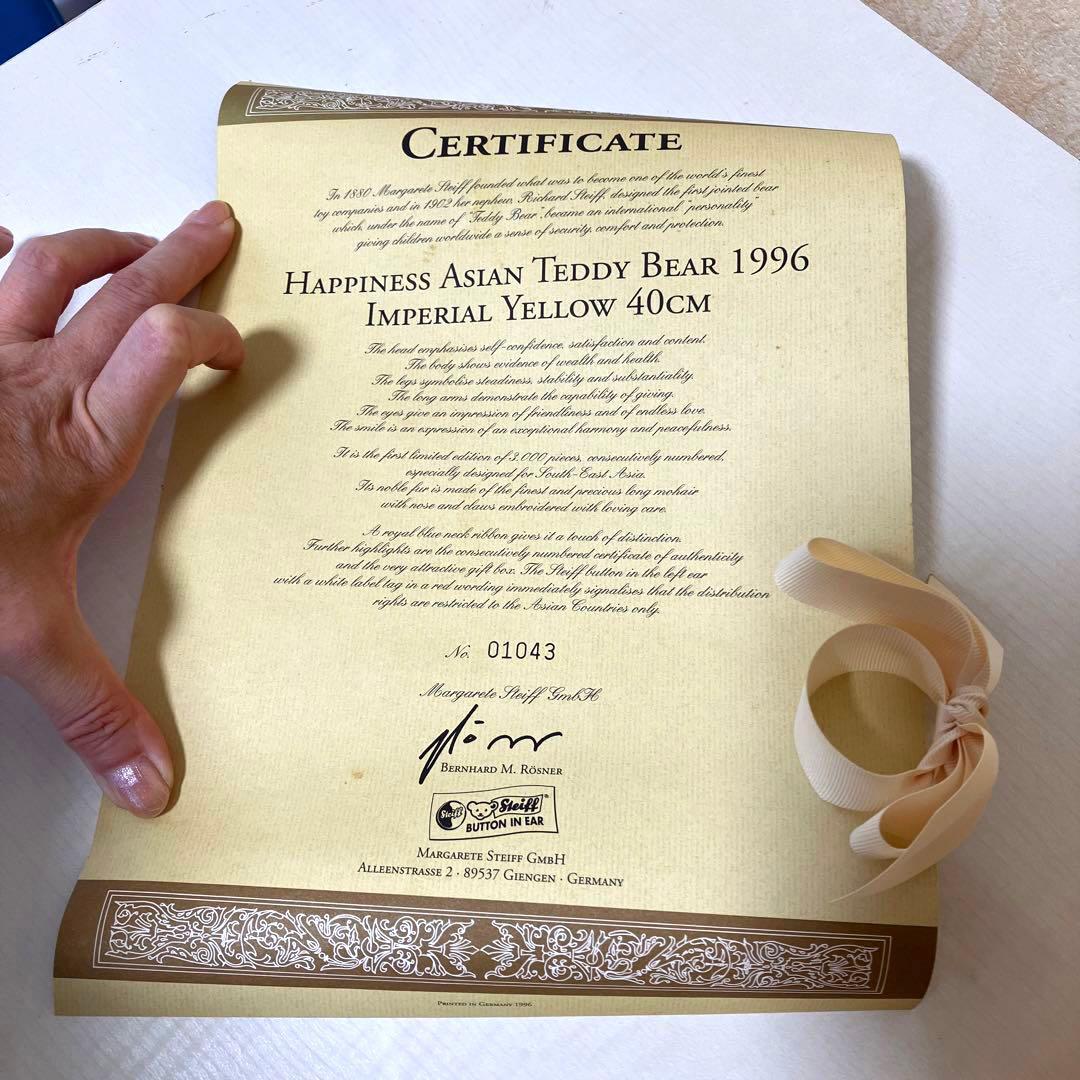 CERTIFICATE
In 1880 Margarete Steiff founded what was to become one of the world's finest
toy companies and in 1902 her nephew, Richard Steiff, designed the first jointed bear
which, under the name of "Teddy Bear", became an international "personality"
giving children worldwide a sense of security, comfort and protection.
HAPPINESS ASIAN TEDDY BEAR 1996
IMPERIAL YELLOW 40CM
The head emphasises self-confidence, satisfaction and content.
The body shows evidence of wealth and health.
The legs symbolise steadiness, stability and substantiality.
The long arms demonstrate the capability of giving.
The eyes give an impression of friendliness and of endless love.
The smile is an expression of an exceptional harmony and peacefulness.
It is the first limited edition of 3,000 pieces, consecutively numbered,
especially designed for South-East Asia.
Its noble fur is made of the finest and precious long mohair
with nose and claws embroidered with loving care.
A royal blue neck ribbon gives it a touch of distinction.
Further highlights are the consecutively numbered certificate of authenticity
and the very attractive gift box. The Steiff button in the left ear
with a white label tag in a red wording immediately signalises that the distribution
rights are restricted to the Asian Countries only.
No. 01043
Margarete Steiff GmbH
BERNHARD M. RÖSNER
Steiff Steiff®
BUTTON IN EAR
MARGARETE STEIFF GMBH
ALLEENSTRASSE 2 · 89537 GIENGEN · GERMANY
PRINTED IN GERMANY 1996